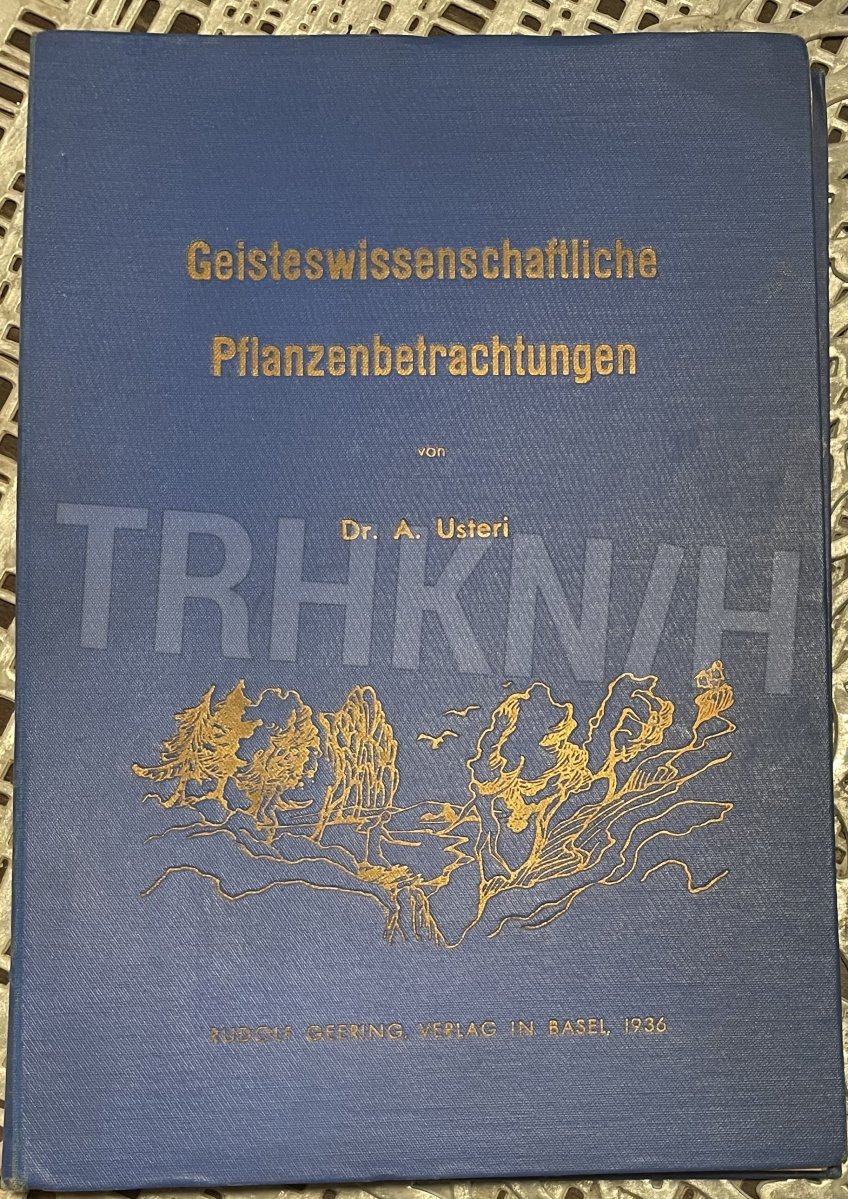 Geisteswissenschaftliche
Pflanzenbetrachtungen
von
Dr. A. Usteri
TRHKN/H
RUDOLF GEERING, VERLAG IN BASEL, 1936